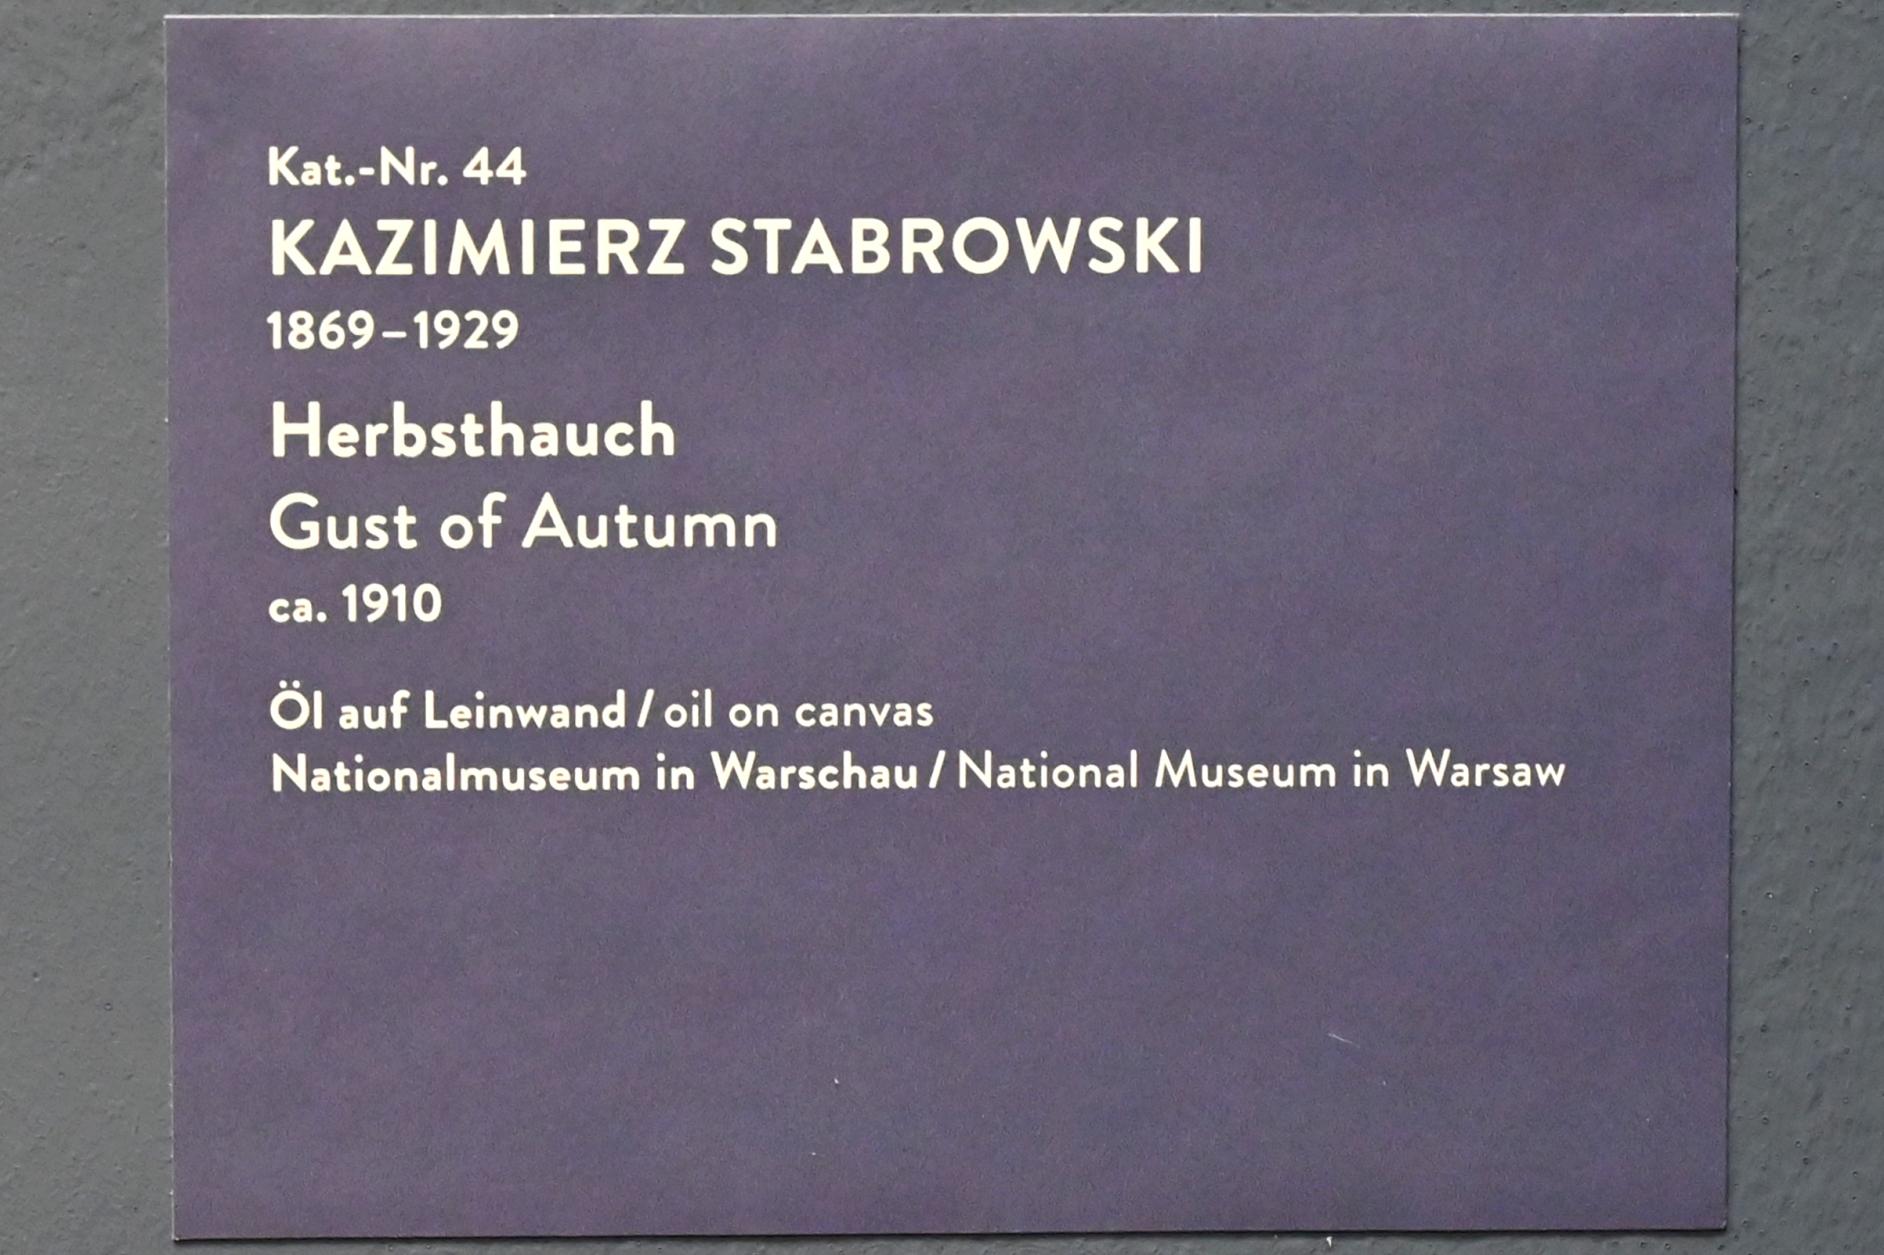 Kat.-Nr. 44
KAZIMIERZ STABROWSKI
1869–1929
Herbsthauch
Gust of Autumn
ca. 1910
Öl auf Leinwand / oil on canvas
Nationalmuseum in Warschau / National Museum in Warsaw